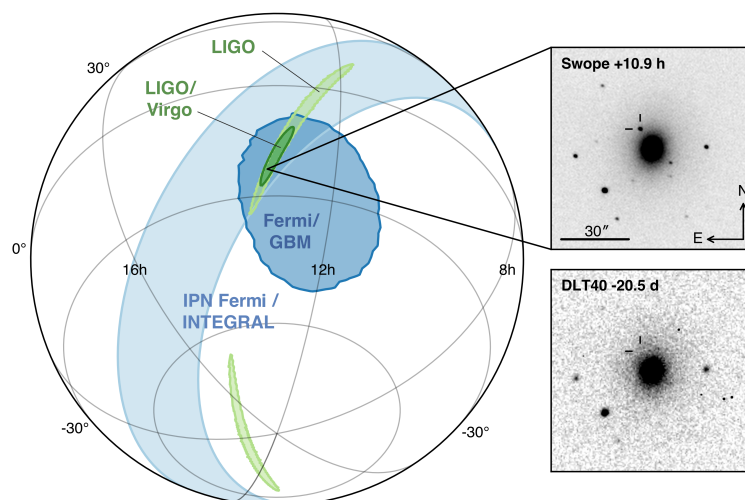 LIGO
LIGO/
Virgo
30°
0°
16h
12h
8h
Fermi/
GBM
IPN Fermi /
INTEGRAL
-30°
-30°
Swope +10.9 h
N
E
30″
DLT40 -20.5 d